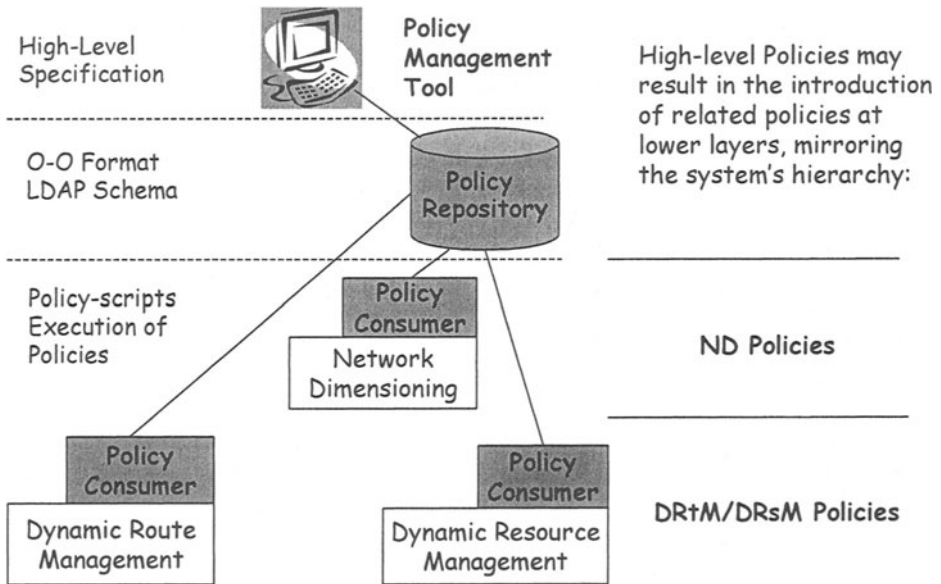 High-Level
Specification
Policy
Management
Tool
High-level Policies may
result in the introduction
of related policies at
lower layers, mirroring
the system's hierarchy:
O-O Format
LDAP Schema
Policy
Repository
Policy-scripts
Execution of
Policies
Policy
Consumer
Network
Dimensioning
ND Policies
Policy
Consumer
Dynamic Route
Management
Policy
Consumer
Dynamic Resource
Management
DRtM/DRsM Policies